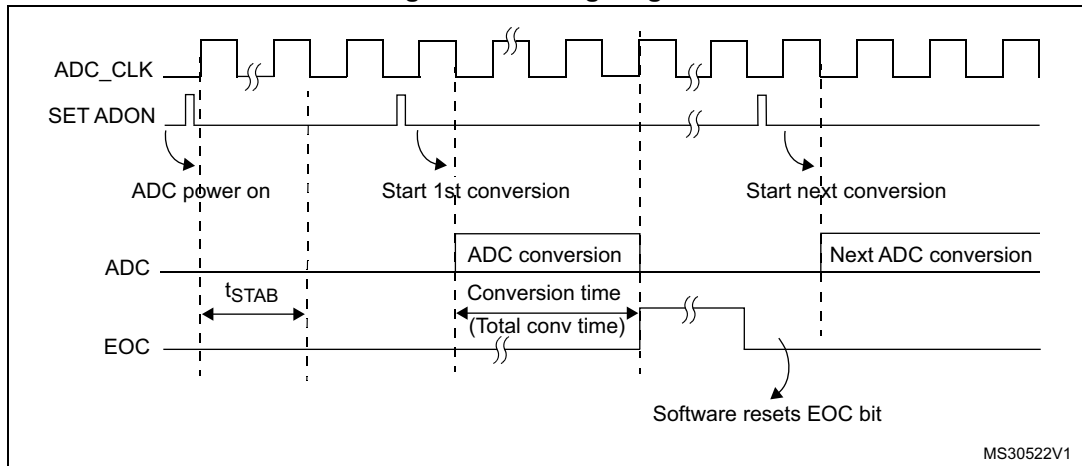 ADC_CLK
SET ADON
ADC power on
Start 1st conversion
Start next conversion
ADC
ADC conversion
Next ADC conversion
tSTAB
Conversion time
(Total conv time)
EOC
Software resets EOC bit
MS30522V1